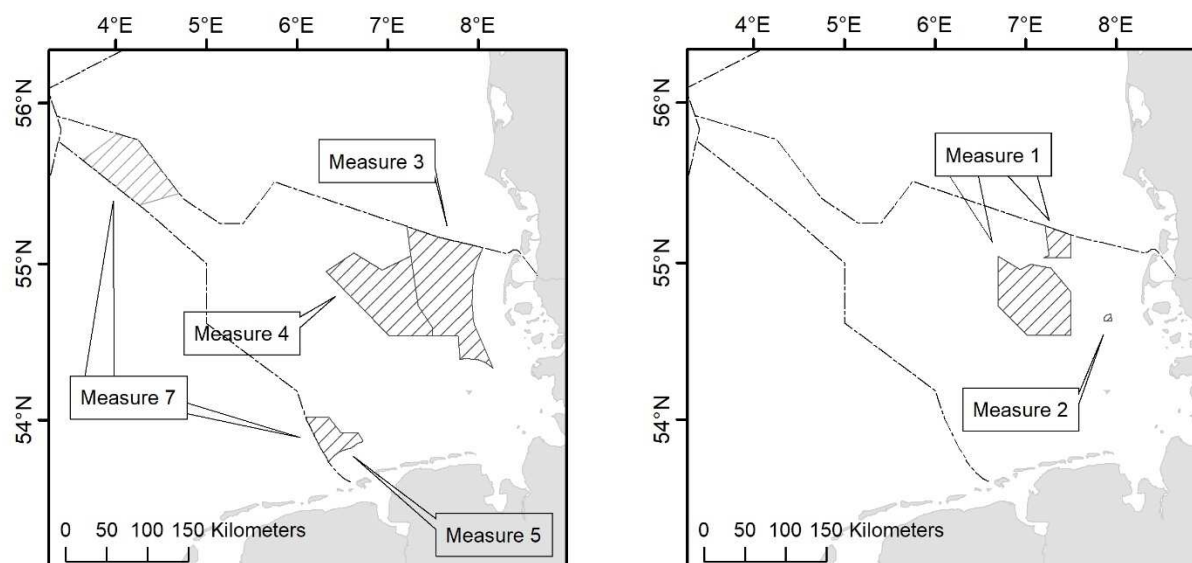 4°E 5°E 6°E 7°E 8°E
56°N
55°N
54°N
Measure 3
Measure 4
Measure 7
Measure 5
0 50 100 150 Kilometers
4°E 5°E 6°E 7°E 8°E
56°N
55°N
54°N
Measure 1
Measure 2
0 50 100 150 Kilometers